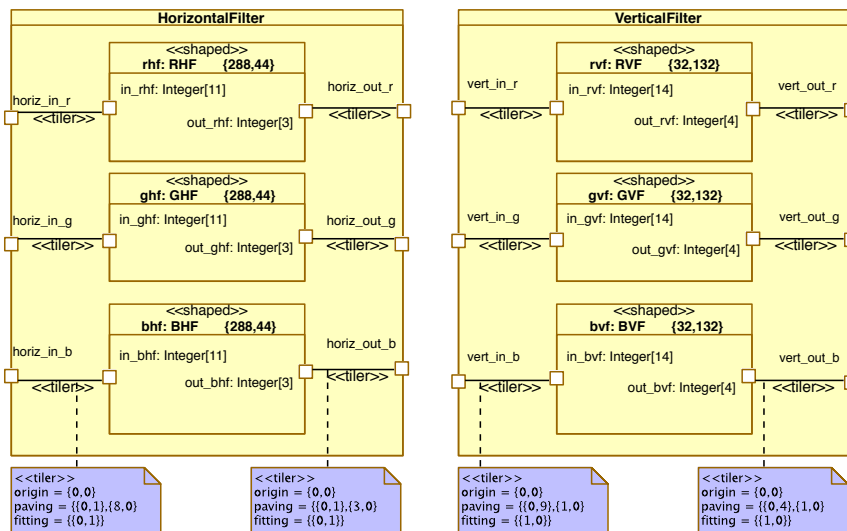 HorizontalFilter
<<shaped>>
rhf: RHF {288,44}
horiz_in_r
in_rhf: Integer[11]
horiz_out_r
<<tiler>>
out_rhf: Integer[3]
<<tiler>>
<<shaped>>
ghf: GHF {288,44}
horiz_in_g
in_ghf: Integer[11]
horiz_out_g
<<tiler>>
out_ghf: Integer[3]
<<tiler>>
<<shaped>>
bhf: BHF {288,44}
horiz_in_b
in_bhf: Integer[11]
horiz_out_b
<<tiler>>
out_bhf: Integer[3]
<<tiler>>
<<tiler>>
origin = {0,0}
paving = {{0,1},{8,0}
fitting = {{0,1}}
<<tiler>>
origin = {0,0}
paving = {{0,1},{3,0}
fitting = {{0,1}}
VerticalFilter
<<shaped>>
rvf: RVF {32,132}
vert_in_r
in_rvf: Integer[14]
vert_out_r
<<tiler>>
out_rvf: Integer[4]
<<tiler>>
<<shaped>>
gvf: GVF {32,132}
vert_in_g
in_gvf: Integer[14]
vert_out_g
<<tiler>>
out_gvf: Integer[4]
<<tiler>>
<<shaped>>
bvf: BVF {32,132}
vert_in_b
in_bvf: Integer[14]
vert_out_b
<<tiler>>
out_bvf: Integer[4]
<<tiler>>
<<tiler>>
origin = {0,0}
paving = {{0,9},{1,0}
fitting = {{1,0}}
<<tiler>>
origin = {0,0}
paving = {{0,4},{1,0}
fitting = {{1,0}}